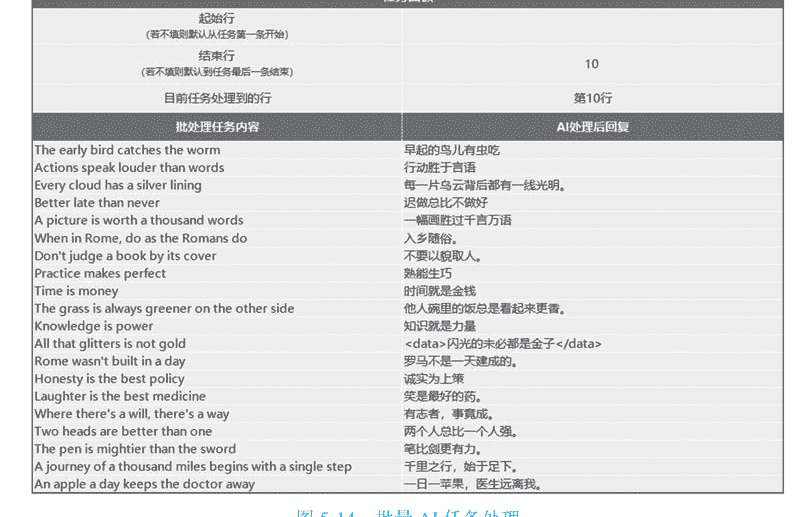 起始行
(若不填则默认从任务第一条开始)
结束行
(若不填则默认到任务最后一条结束)
10
目前任务处理到的行
第10行
批处理任务内容
AI处理后回复
The early bird catches the worm
早起的鸟儿有虫吃
Actions speak louder than words
行动胜于言语
Every cloud has a silver lining
每一片乌云背后都有一线光明。
Better late than never
迟做总比不做好
A picture is worth a thousand words
一幅画胜过千言万语
When in Rome, do as the Romans do
入乡随俗。
Don't judge a book by its cover
不要以貌取人。
Practice makes perfect
熟能生巧
Time is money
时间就是金钱
The grass is always greener on the other side
他人碗里的饭总是看起来更香。
Knowledge is power
知识就是力量
All that glitters is not gold
<data>闪光的未必都是金子</data>
Rome wasn't built in a day
罗马不是一天建成的。
Honesty is the best policy
诚实为上策
Laughter is the best medicine
笑是最好的药。
Where there's a will, there's a way
有志者，事竟成。
Two heads are better than one
两个人总比一个人强。
The pen is mightier than the sword
笔比剑更有力。
A journey of a thousand miles begins with a single step
千里之行，始于足下。
An apple a day keeps the doctor away
一日一苹果，医生远离我。
图 5-14 批量 AI 任务处理